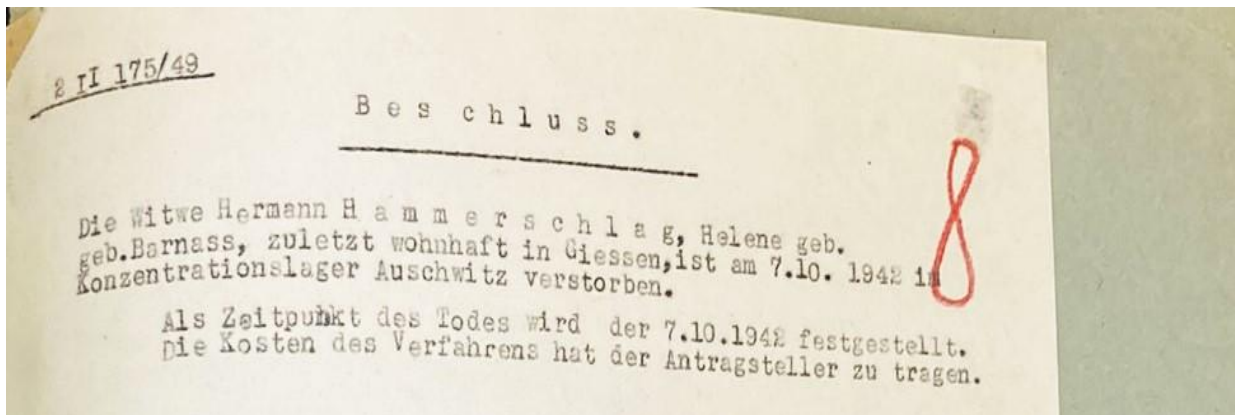 2 II 175/49
B e s c h l u s s .
Die Witwe Hermann H a m m e r s c h l a g, Helene geb.
geb.Barnass, zuletzt wohnhaft in Giessen,ist am 7.10. 1942 im
Konzentrationslager Auschwitz verstorben.
Als Zeitpunkt des Todes wird der 7.10.1942 festgestellt.
Die Kosten des Verfahrens hat der Antragsteller zu tragen.
8